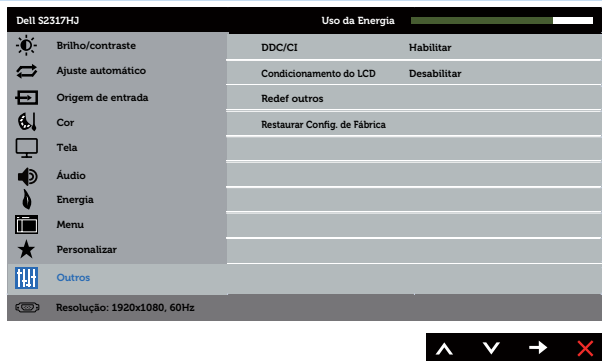 Dell S2317HJ Uso da Energia
Brilho/contraste DDC/CI Habilitar
Ajuste automático Condicionamento do LCD Desabilitar
Origem de entrada Redef outros
Cor Restaurar Config. de Fábrica
Tela
Áudio
Energia
Menu
Personalizar
Outros
Resolução: 1920x1080, 60Hz